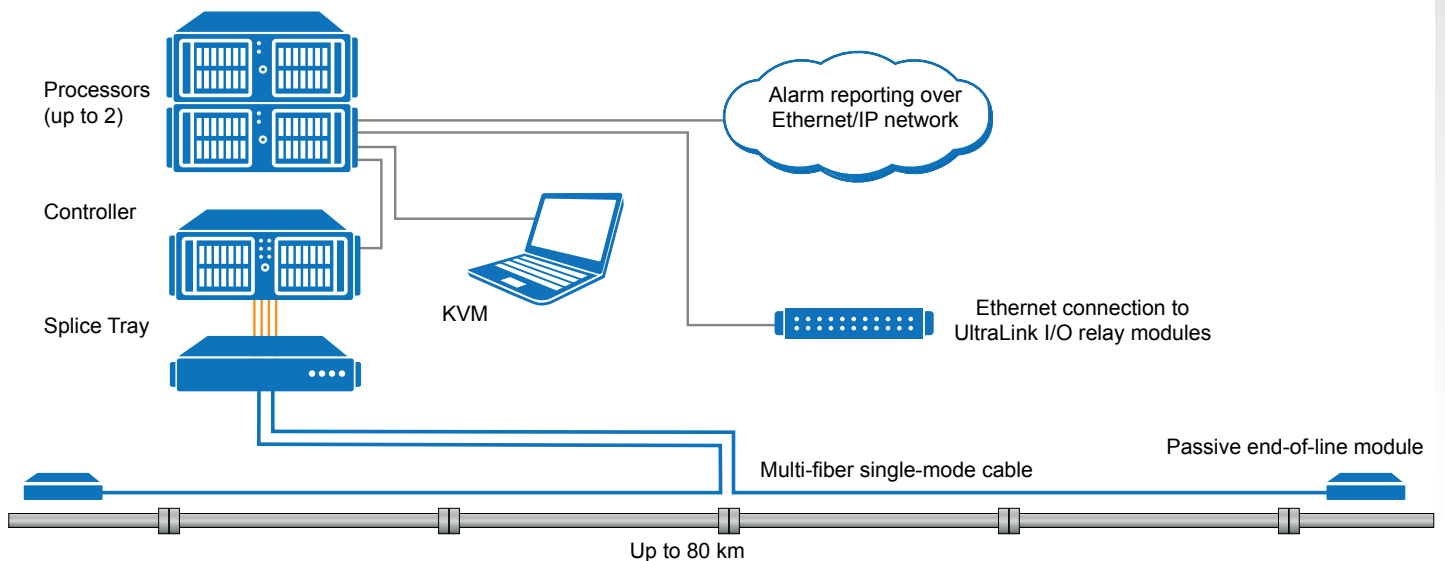 Processors
(up to 2)
Alarm reporting over
Ethernet/IP network
Controller
KVM
Ethernet connection to
UltraLink I/O relay modules
Splice Tray
Passive end-of-line module
Multi-fiber single-mode cable
Up to 80 km